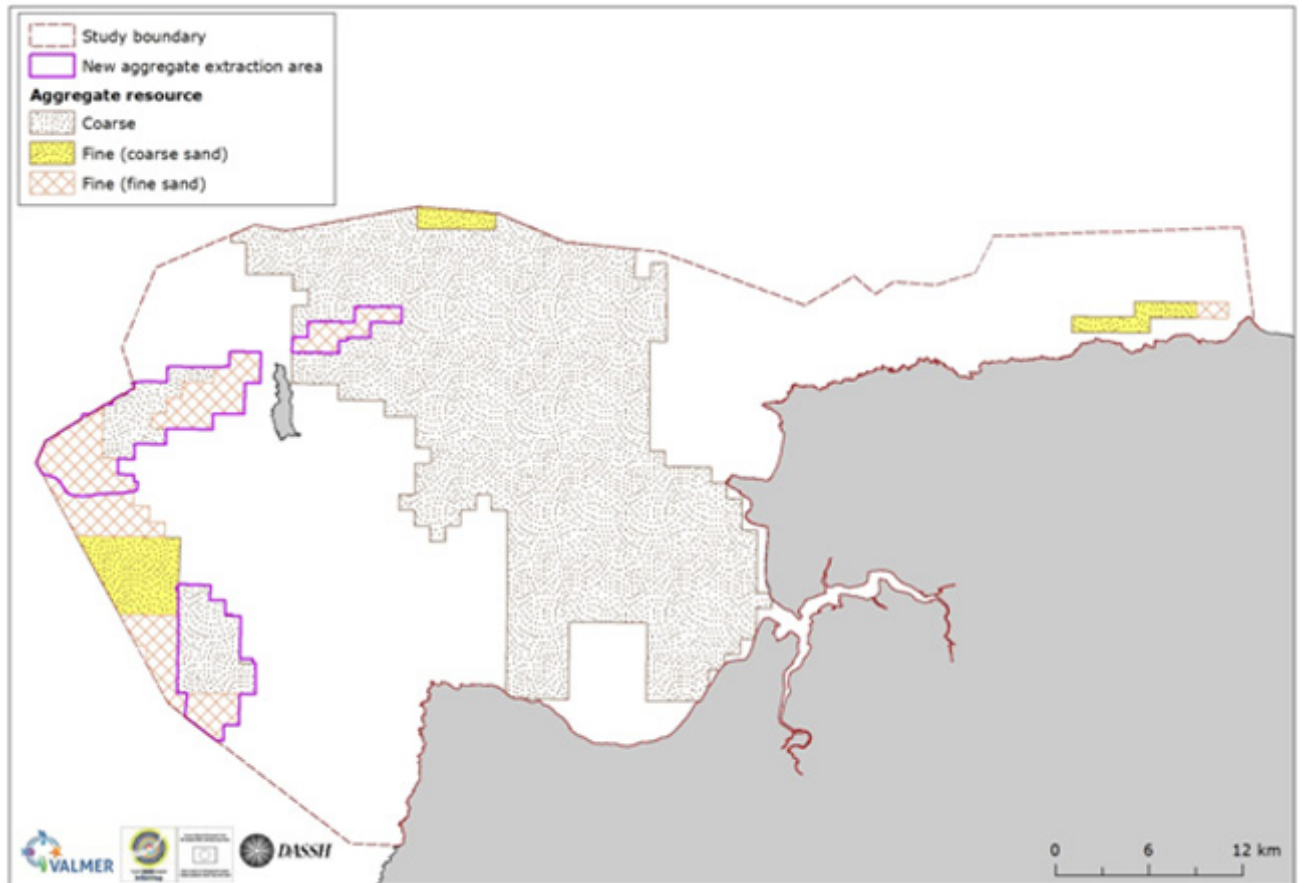 Study boundary
New aggregate extraction area
Aggregate resource
Coarse
Fine (coarse sand)
Fine (fine sand)
VALMER
DASSH
0 6 12 km